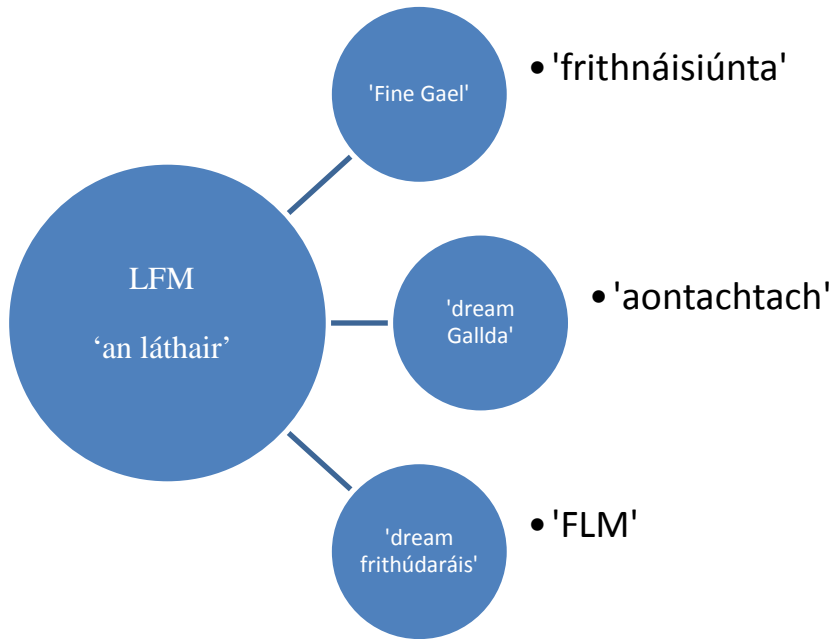 'Fine Gael'
• 'frithnáisiúnta'
LFM
‘an láthair’
'dream
Gallda'
• 'aontachtach'
'dream
frithúdaráis'
• 'FLM'